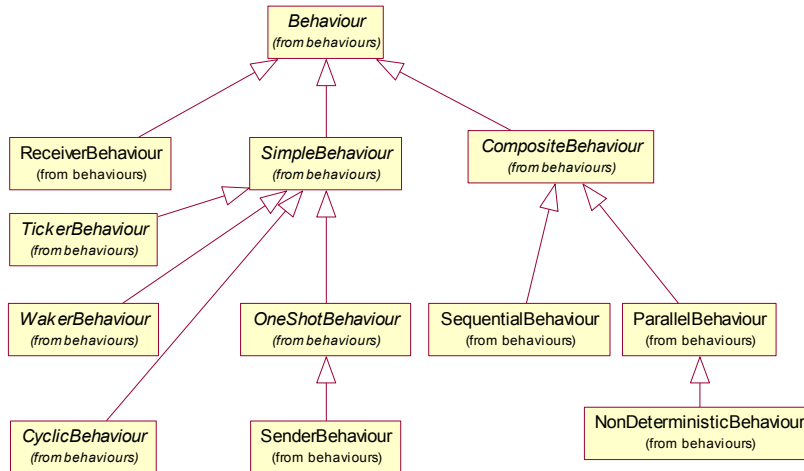 Behaviour
(from behaviours)
ReceiverBehaviour
(from behaviours)
SimpleBehaviour
(from behaviours)
CompositeBehaviour
(from behaviours)
TickerBehaviour
(from behaviours)
WakerBehaviour
(from behaviours)
OneShotBehaviour
(from behaviours)
SequentialBehaviour
(from behaviours)
ParallelBehaviour
(from behaviours)
CyclicBehaviour
(from behaviours)
SenderBehaviour
(from behaviours)
NonDeterministicBehaviour
(from behaviours)